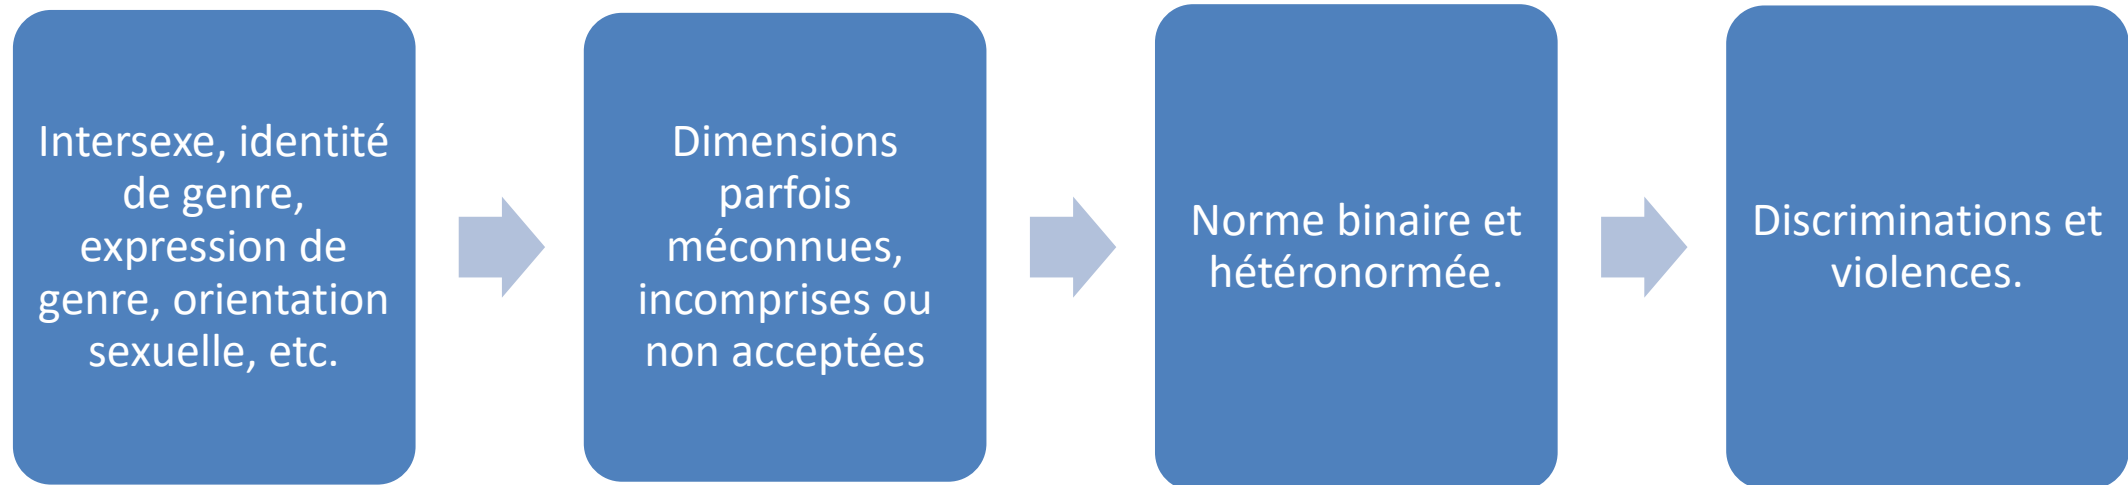 Intersexe, identité
de genre,
expression de
genre, orientation
sexuelle, etc.
Dimensions
parfois
méconnues,
incomprises ou
non acceptées
Norme binaire et
hétéronormée.
Discriminations et
violences.